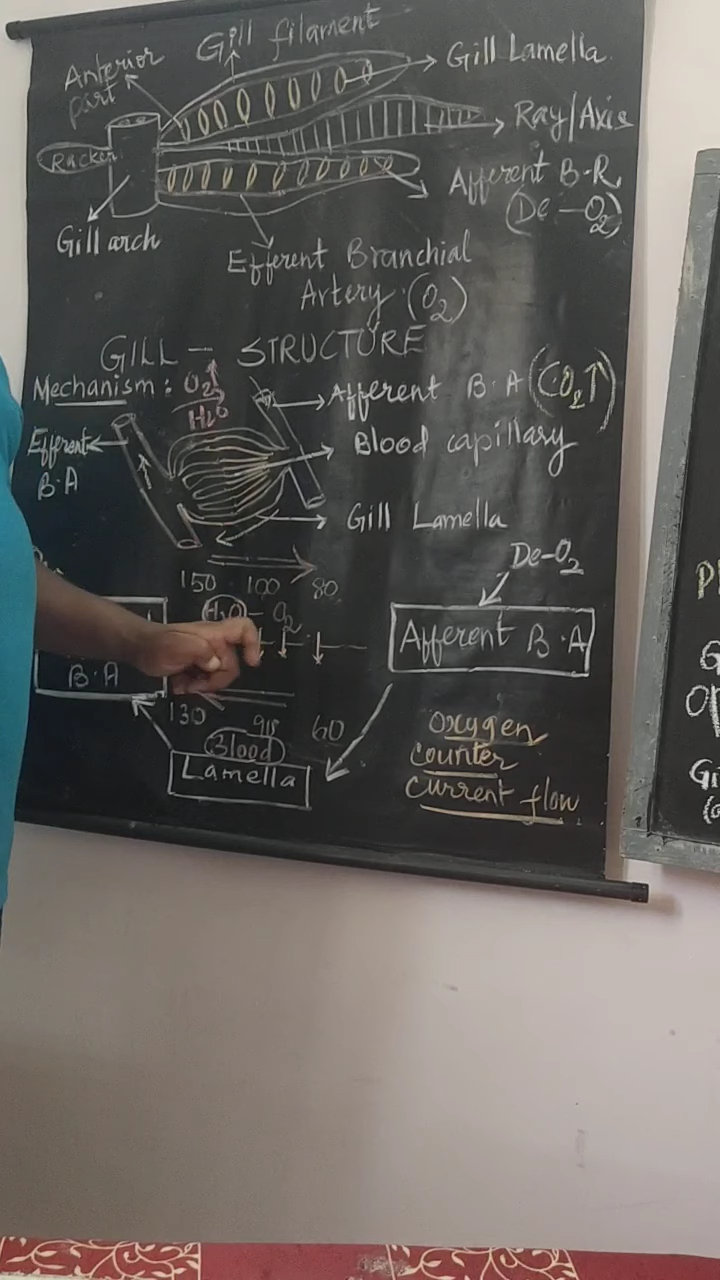 Gill filament
Anterior
part
Gill Lamella
Ray/Axis
Racker
Afferent B.R
(De-O2)
Gill arch
Efferent Branchial
Artery (O2)
GILL - STRUCTURE
Mechanism : O2↑
H2O
Afferent B.A (CO2↑)
Efferent
B.A
Blood capillary
Gill Lamella
De-O2
150 100 80
H2O - O2
Afferent B.A
B.A
130 60
Blood
Lamella
Oxygen
counter
current flow